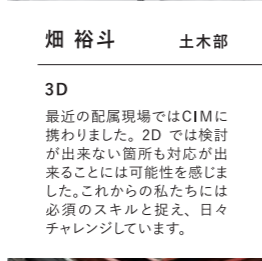 畑 裕斗 土木部
3D
最近の配属現場ではCIMに
携わりました。2D では検討
が出来ない箇所も対応が出
来ることには可能性を感じま
した。これからの私たちには
必須のスキルと捉え、日々
チャレンジしています。